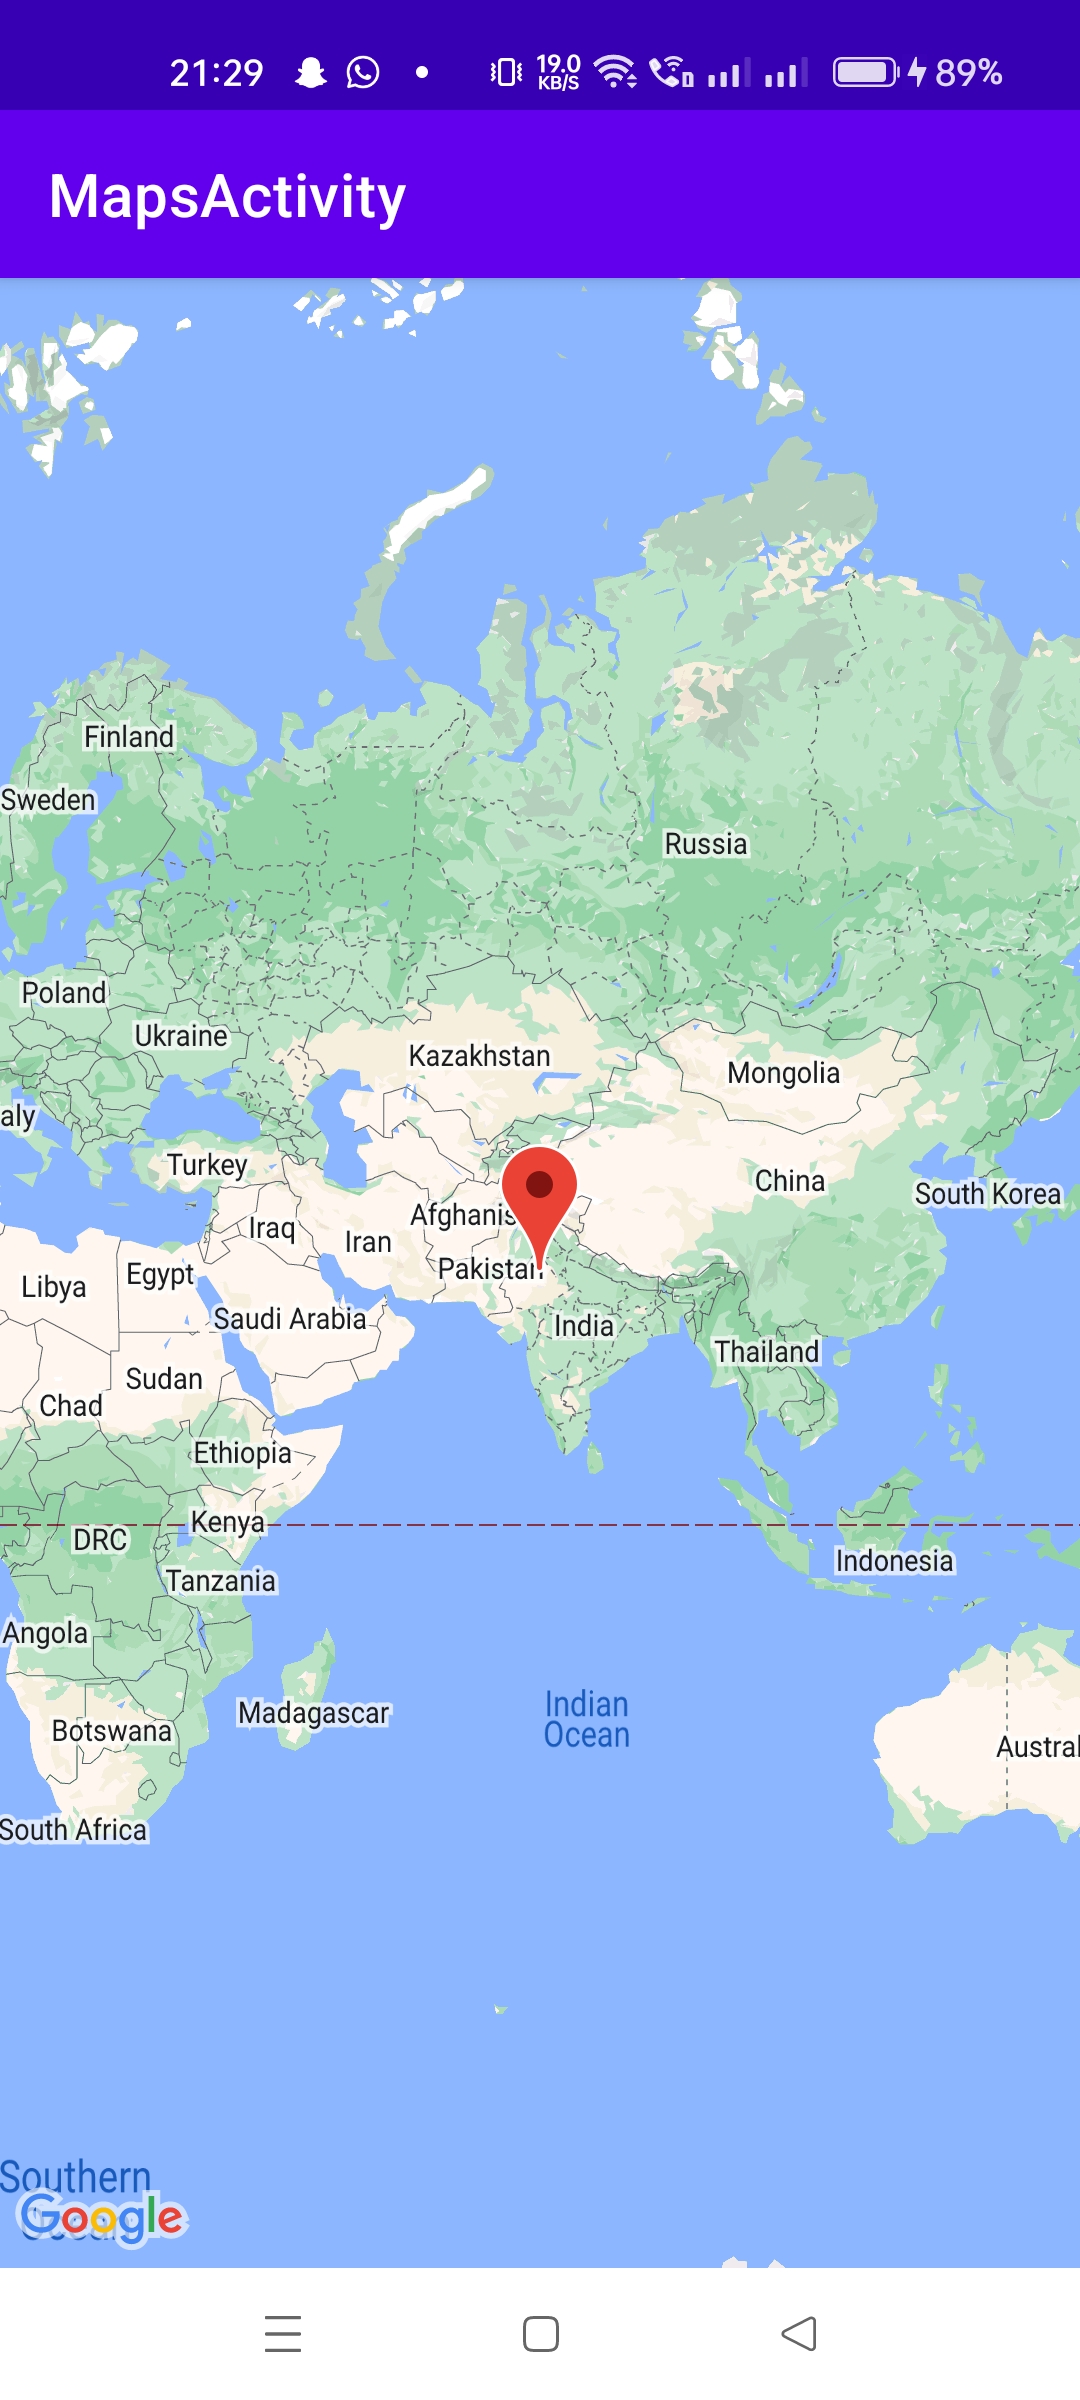 21:29 19.0 KB/S 89%
MapsActivity
Finland
Sweden
Russia
Poland
Ukraine
Kazakhstan
Mongolia
aly
Turkey
China
South Korea
Afghanis
Iraq
Iran
Pakistan
Egypt
Libya
Saudi Arabia
India
Thailand
Sudan
Chad
Ethiopia
Kenya
DRC
Indonesia
Tanzania
Angola
Indian
Ocean
Madagascar
Botswana
Austral
South Africa
Southern
Google